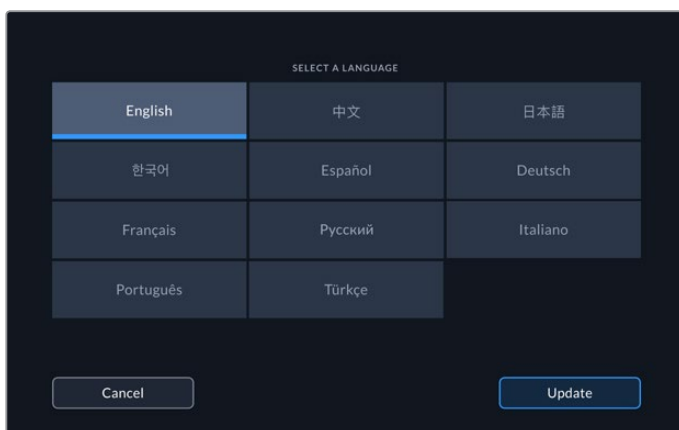 SELECT A LANGUAGE
English 中文 日本語
한국어 Español Deutsch
Français Русский Italiano
Português Türkçe
Cancel Update